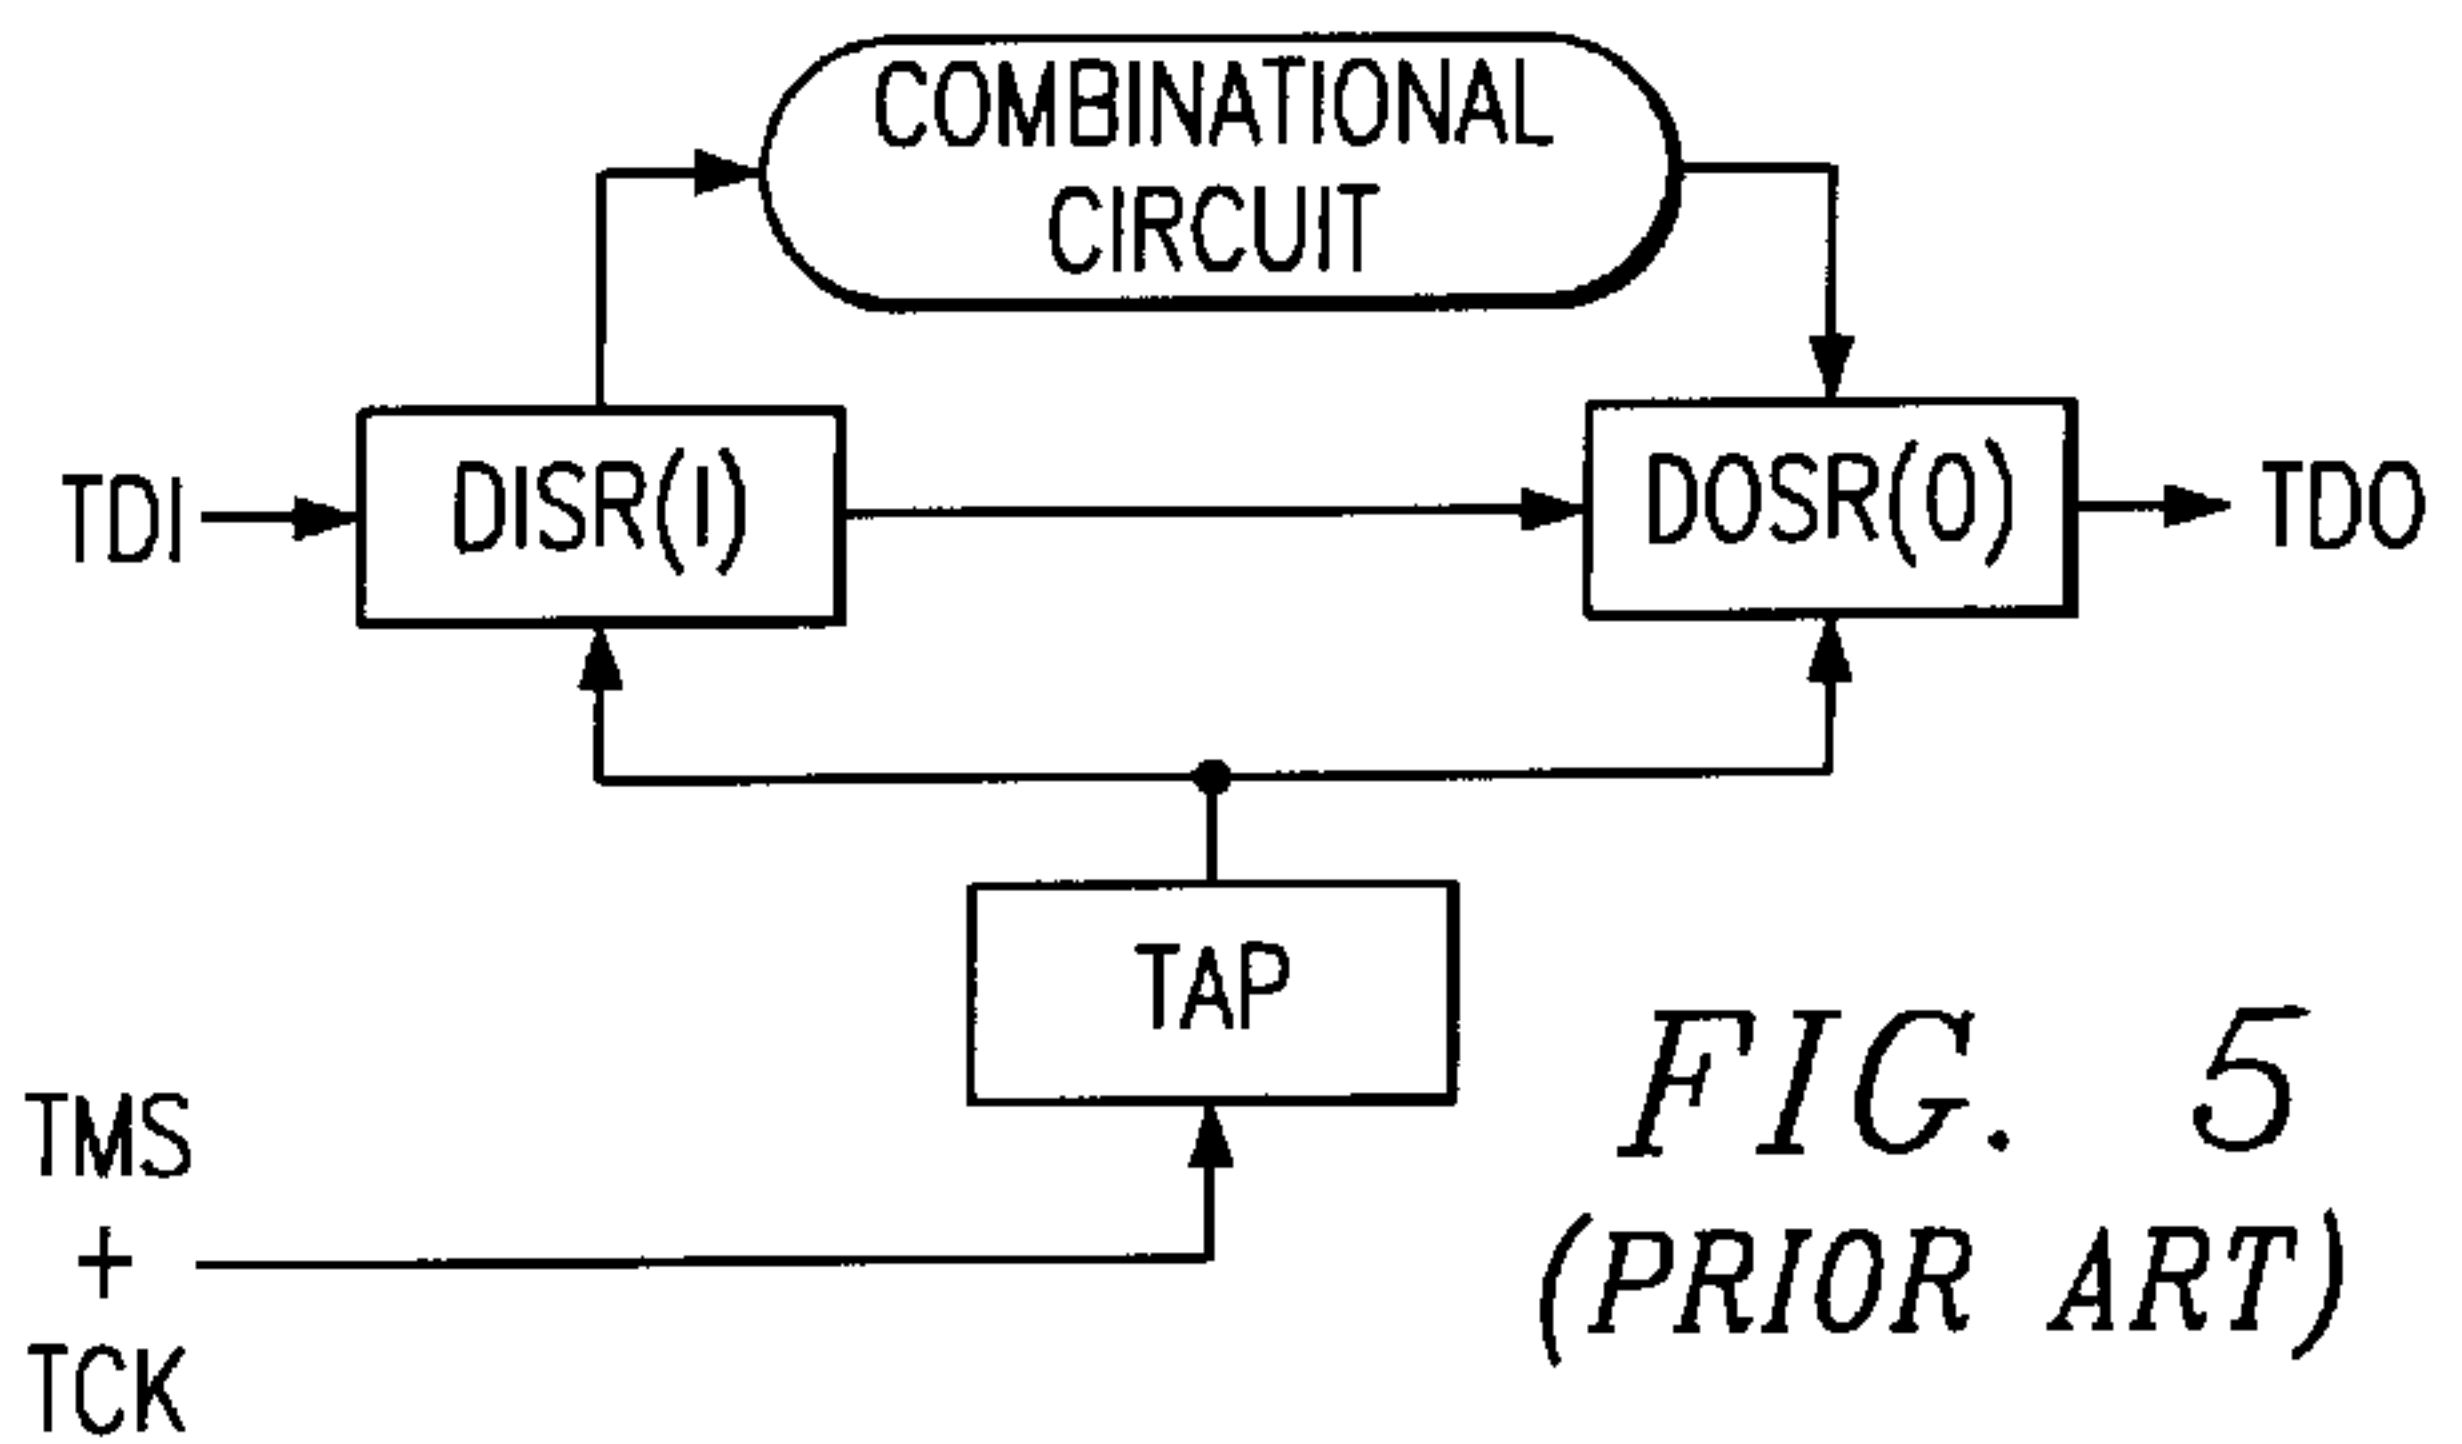 COMBINATIONAL
CIRCUIT
TDI
DISR(I)
DOSR(O)
TDO
TAP
TMS
+
TCK
FIG. 5
(PRIOR ART)